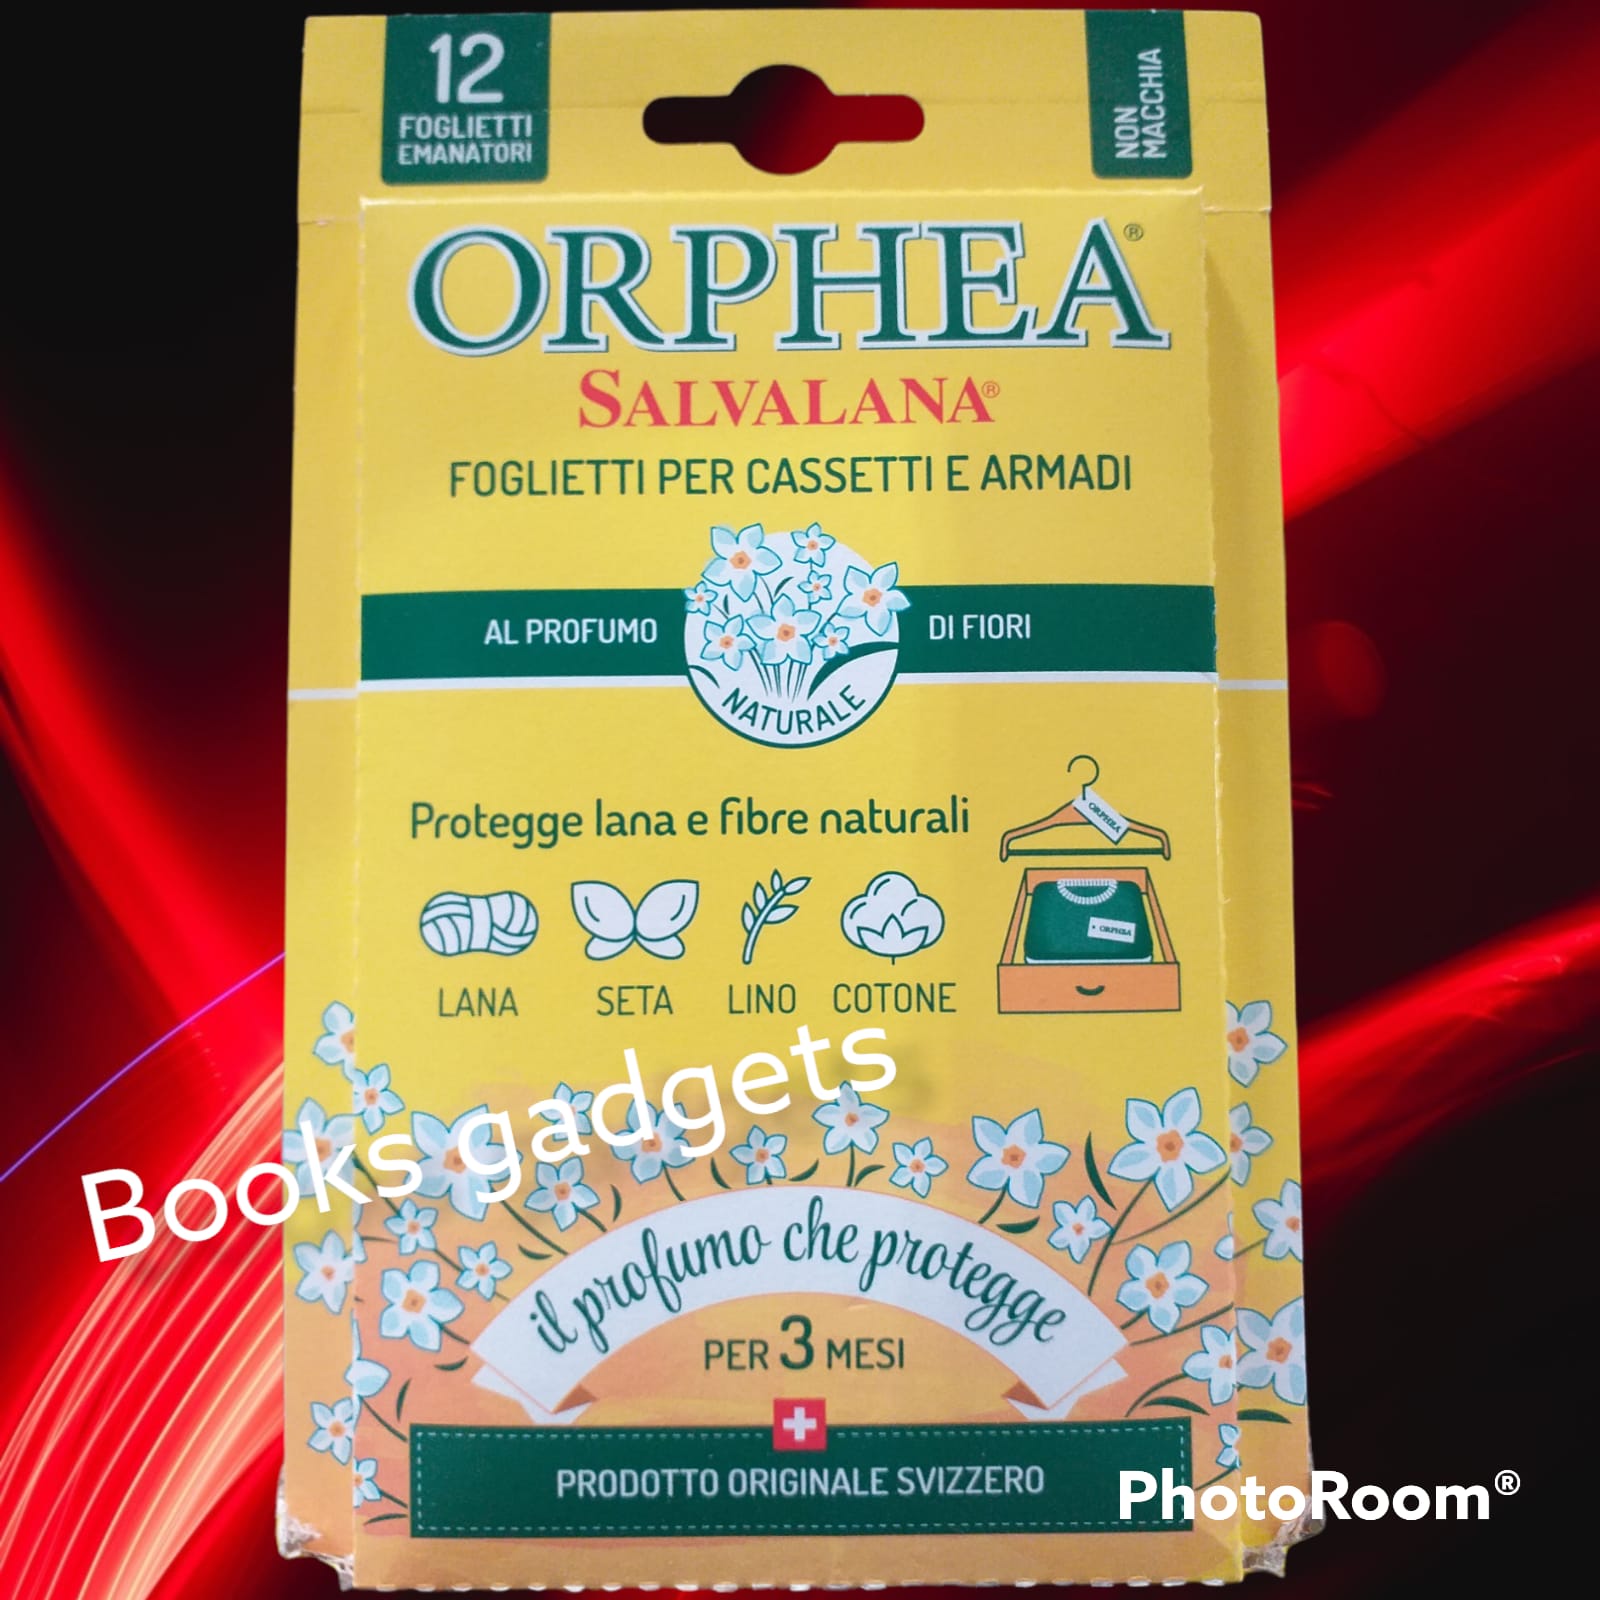 12
FOGLIETTI
EMANATORI
NON
MACCHIA
ORPHEA®
SALVALANA®
FOGLIETTI PER CASSETTI E ARMADI
AL PROFUMO DI FIORI
NATURALE
Protegge lana e fibre naturali
ORPHEA
ORPHEA
LANA SETA LINO COTONE
Books gadgets
il profumo che protegge
PER 3 MESI
PRODOTTO ORIGINALE SVIZZERO
PhotoRoom®